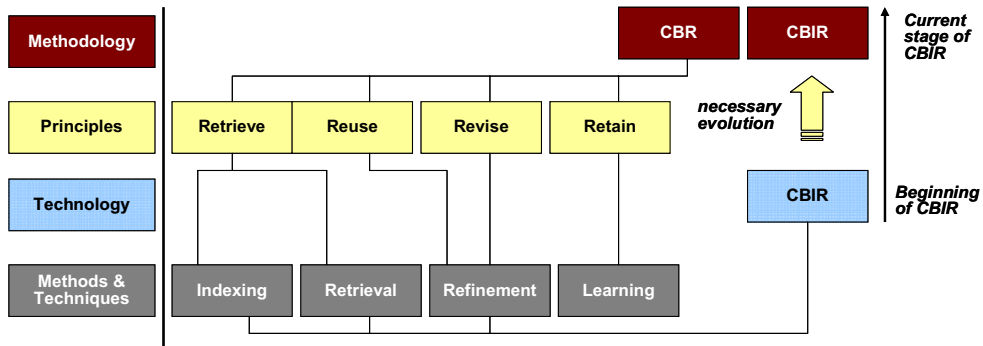 Methodology
CBR
CBIR
Current
stage of
CBIR
Principles
Retrieve
Reuse
Revise
Retain
necessary
evolution
Technology
CBIR
Beginning
of CBIR
Methods &
Techniques
Indexing
Retrieval
Refinement
Learning